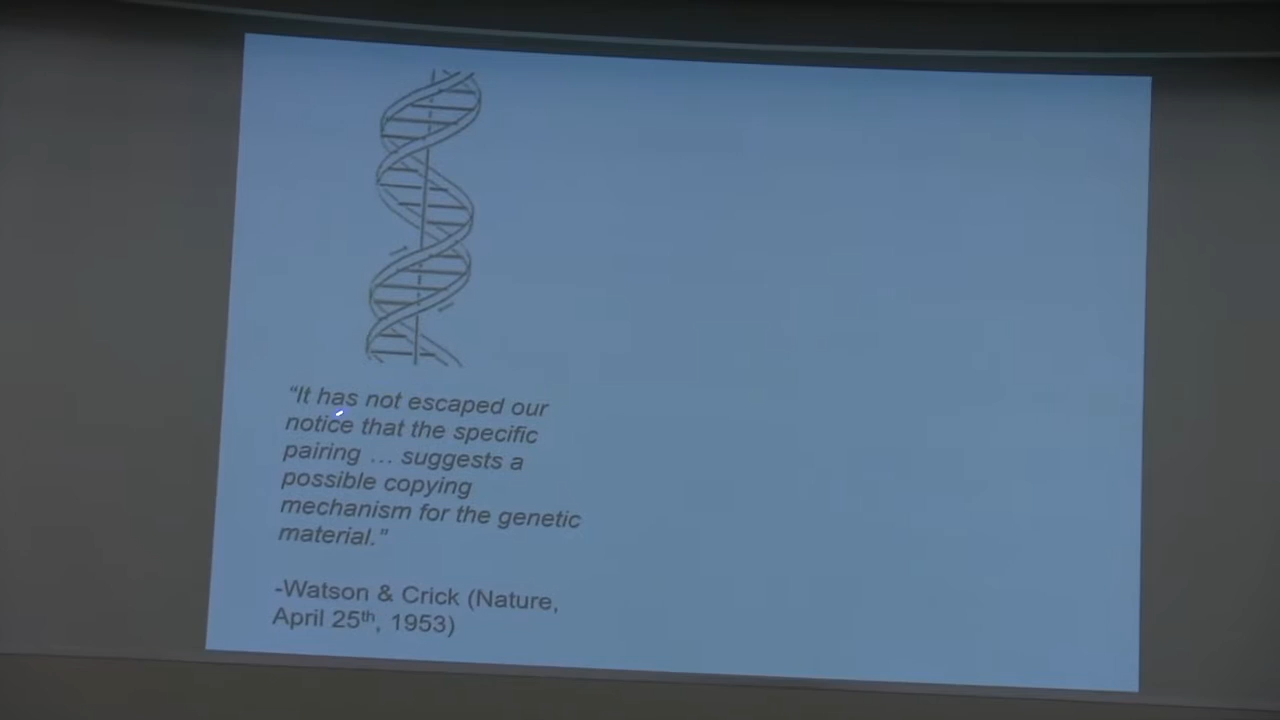 “It has not escaped our
notice that the specific
pairing … suggests a
possible copying
mechanism for the genetic
material.”
-Watson & Crick (Nature,
April 25th, 1953)